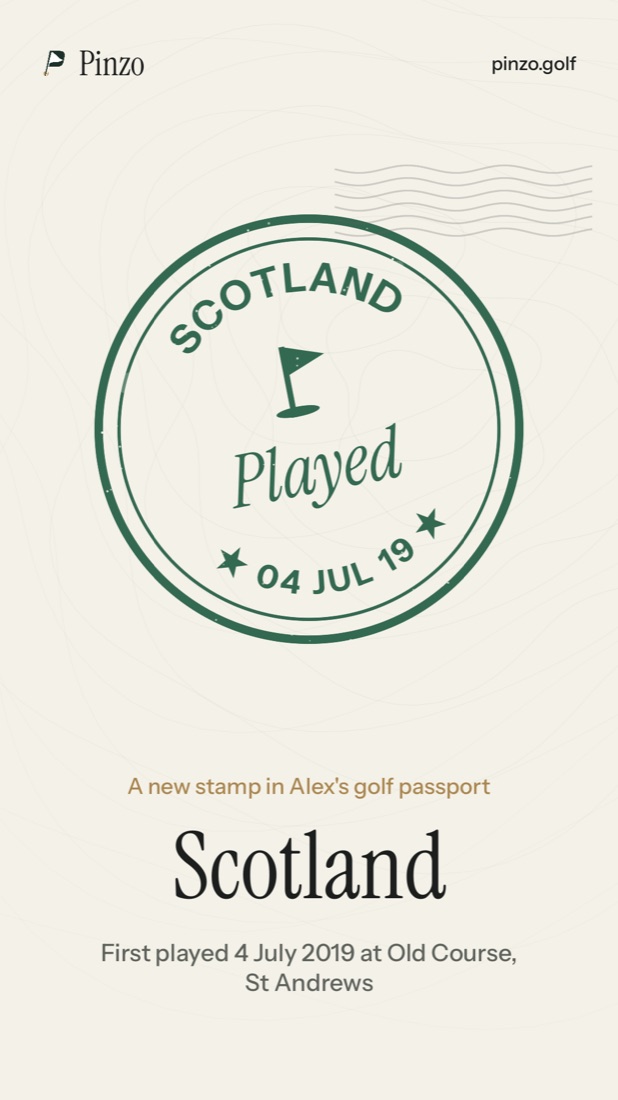 Pinzo
pinzo.golf
SCOTLAND
Played
★ 04 JUL 19 ★
A new stamp in Alex's golf passport
Scotland
First played 4 July 2019 at Old Course,
St Andrews